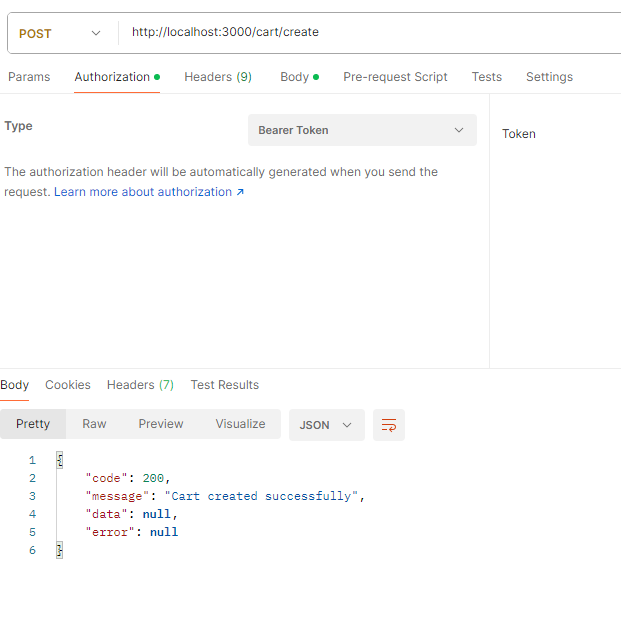 POST http://localhost:3000/cart/create
Params Authorization Headers (9) Body Pre-request Script Tests Settings
Type Bearer Token Token
The authorization header will be automatically generated when you send the
request. Learn more about authorization ↗
Body Cookies Headers (7) Test Results
Pretty Raw Preview Visualize JSON
1 {
2 "code": 200,
3 "message": "Cart created successfully",
4 "data": null,
5 "error": null
6 }